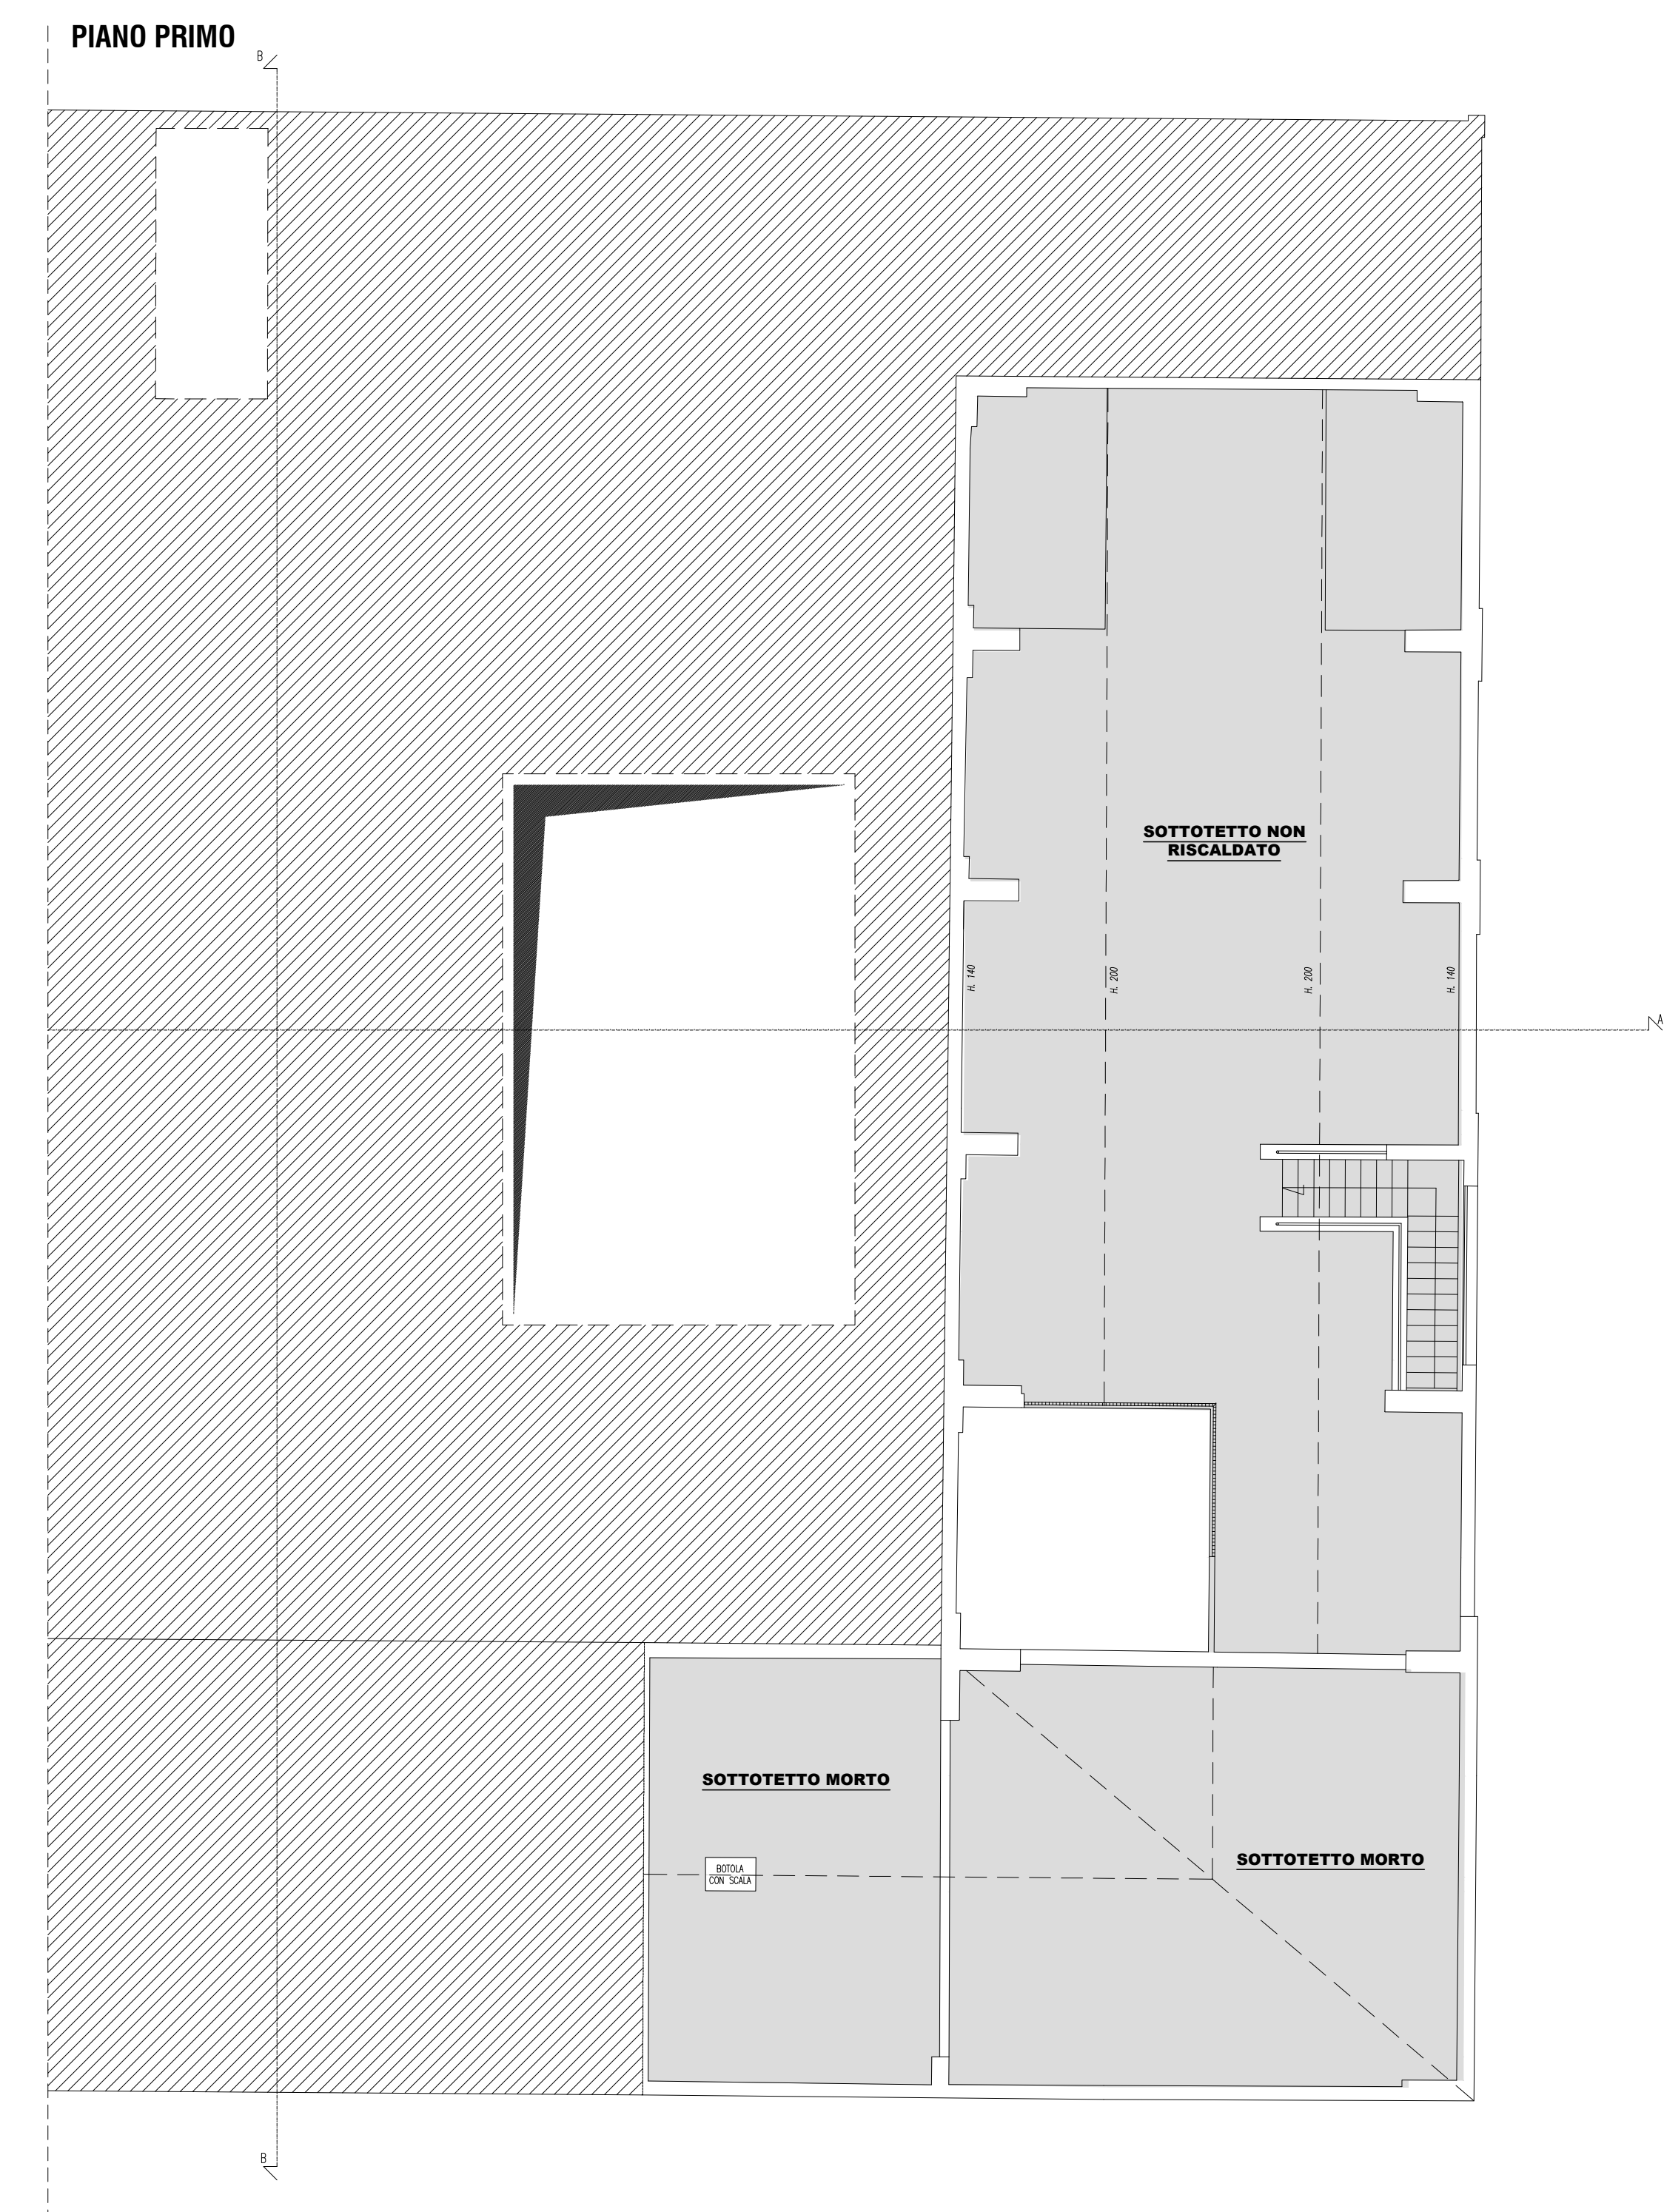 PIANO PRIMO
B
SOTTOTETTO NON
RISCALDATO
H. 140
H. 200
H. 200
H. 140
A
SOTTOTETTO MORTO
SOTTOTETTO MORTO
BOTOLA
CON SCALA
B